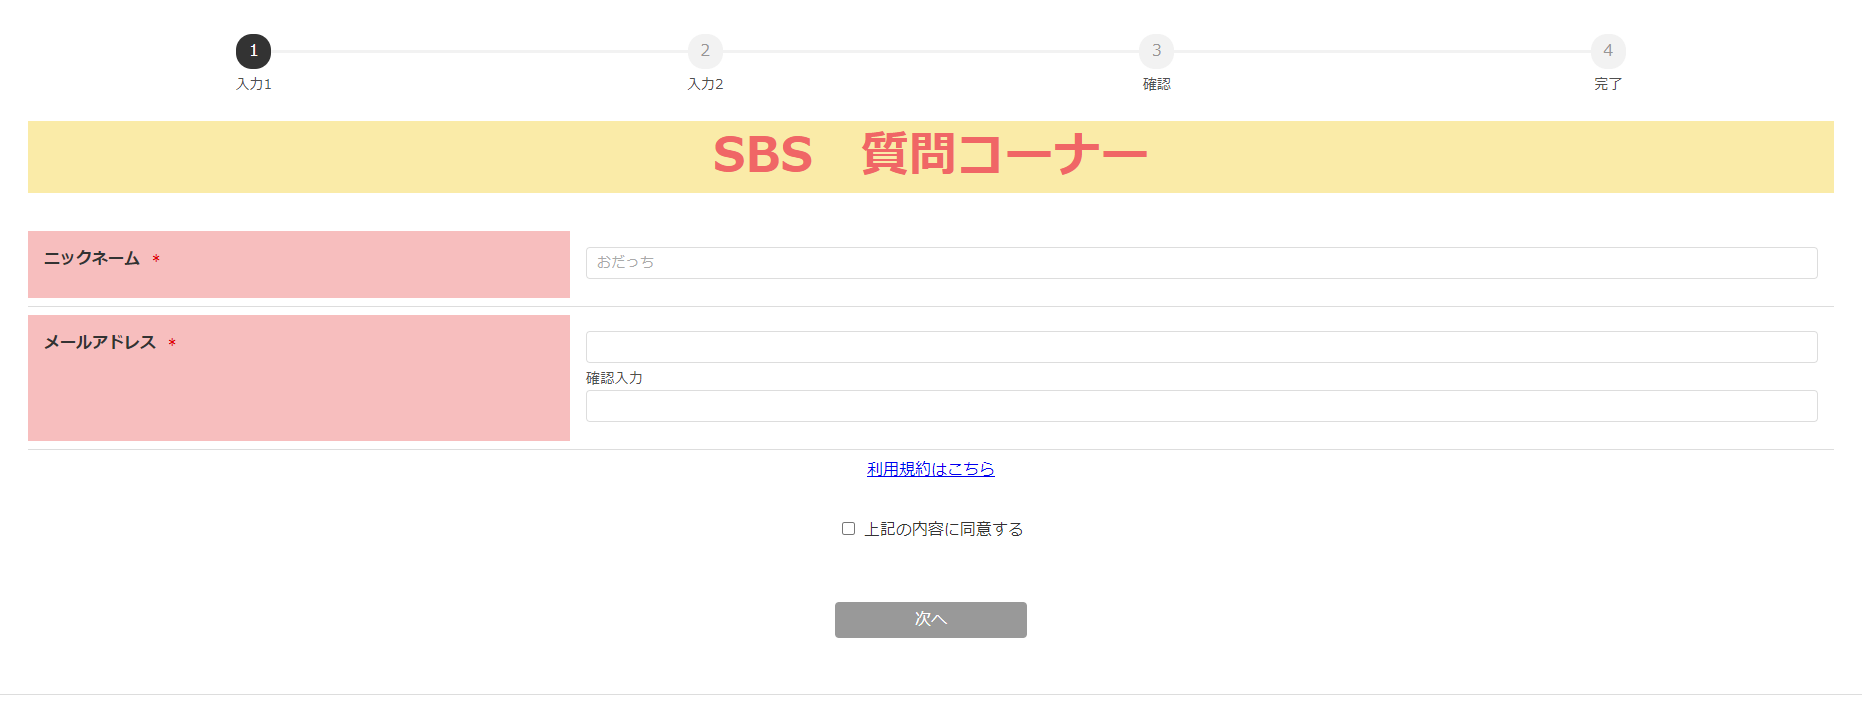 1
入力1
2
入力2
3
確認
4
完了
SBS　質問コーナー
ニックネーム *
おだっち
メールアドレス *
確認入力
利用規約はこちら
上記の内容に同意する
次へ